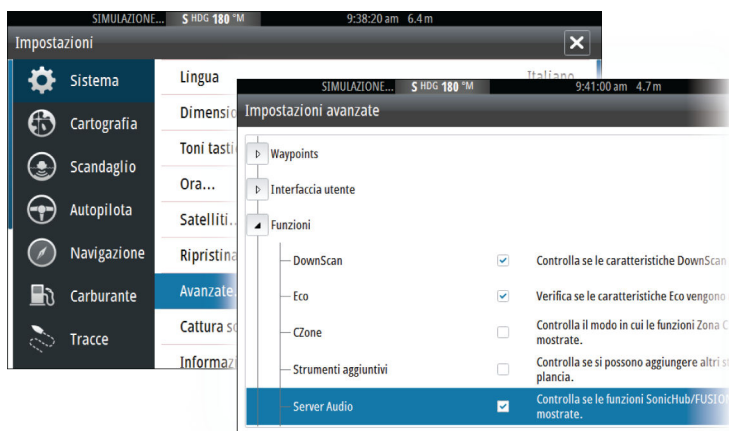 SIMULAZIONE... S HDG 180 °M 9:38:20 am 6.4 m
Impostazioni
Sistema
Cartografia
Scandaglio
Autopilota
Navigazione
Carburante
Tracce
Lingua Italiano
Dimensio
Toni tasti
Ora...
Satelliti..
Ripristina
Avanzate.
Cattura sc
Informazi
SIMULAZIONE... S HDG 180 °M 9:41:00 am 4.7 m
Impostazioni avanzate
Waypoints
Interfaccia utente
Funzioni
DownScan Controlla se le caratteristiche DownScan
Eco Verifica se le caratteristiche Eco vengono
CZone Controlla il modo in cui le funzioni Zona C
mostrate.
Strumenti aggiuntivi Controlla se si possono aggiungere altri st
plancia.
Server Audio Controlla se le funzioni SonicHub/FUSION
mostrate.